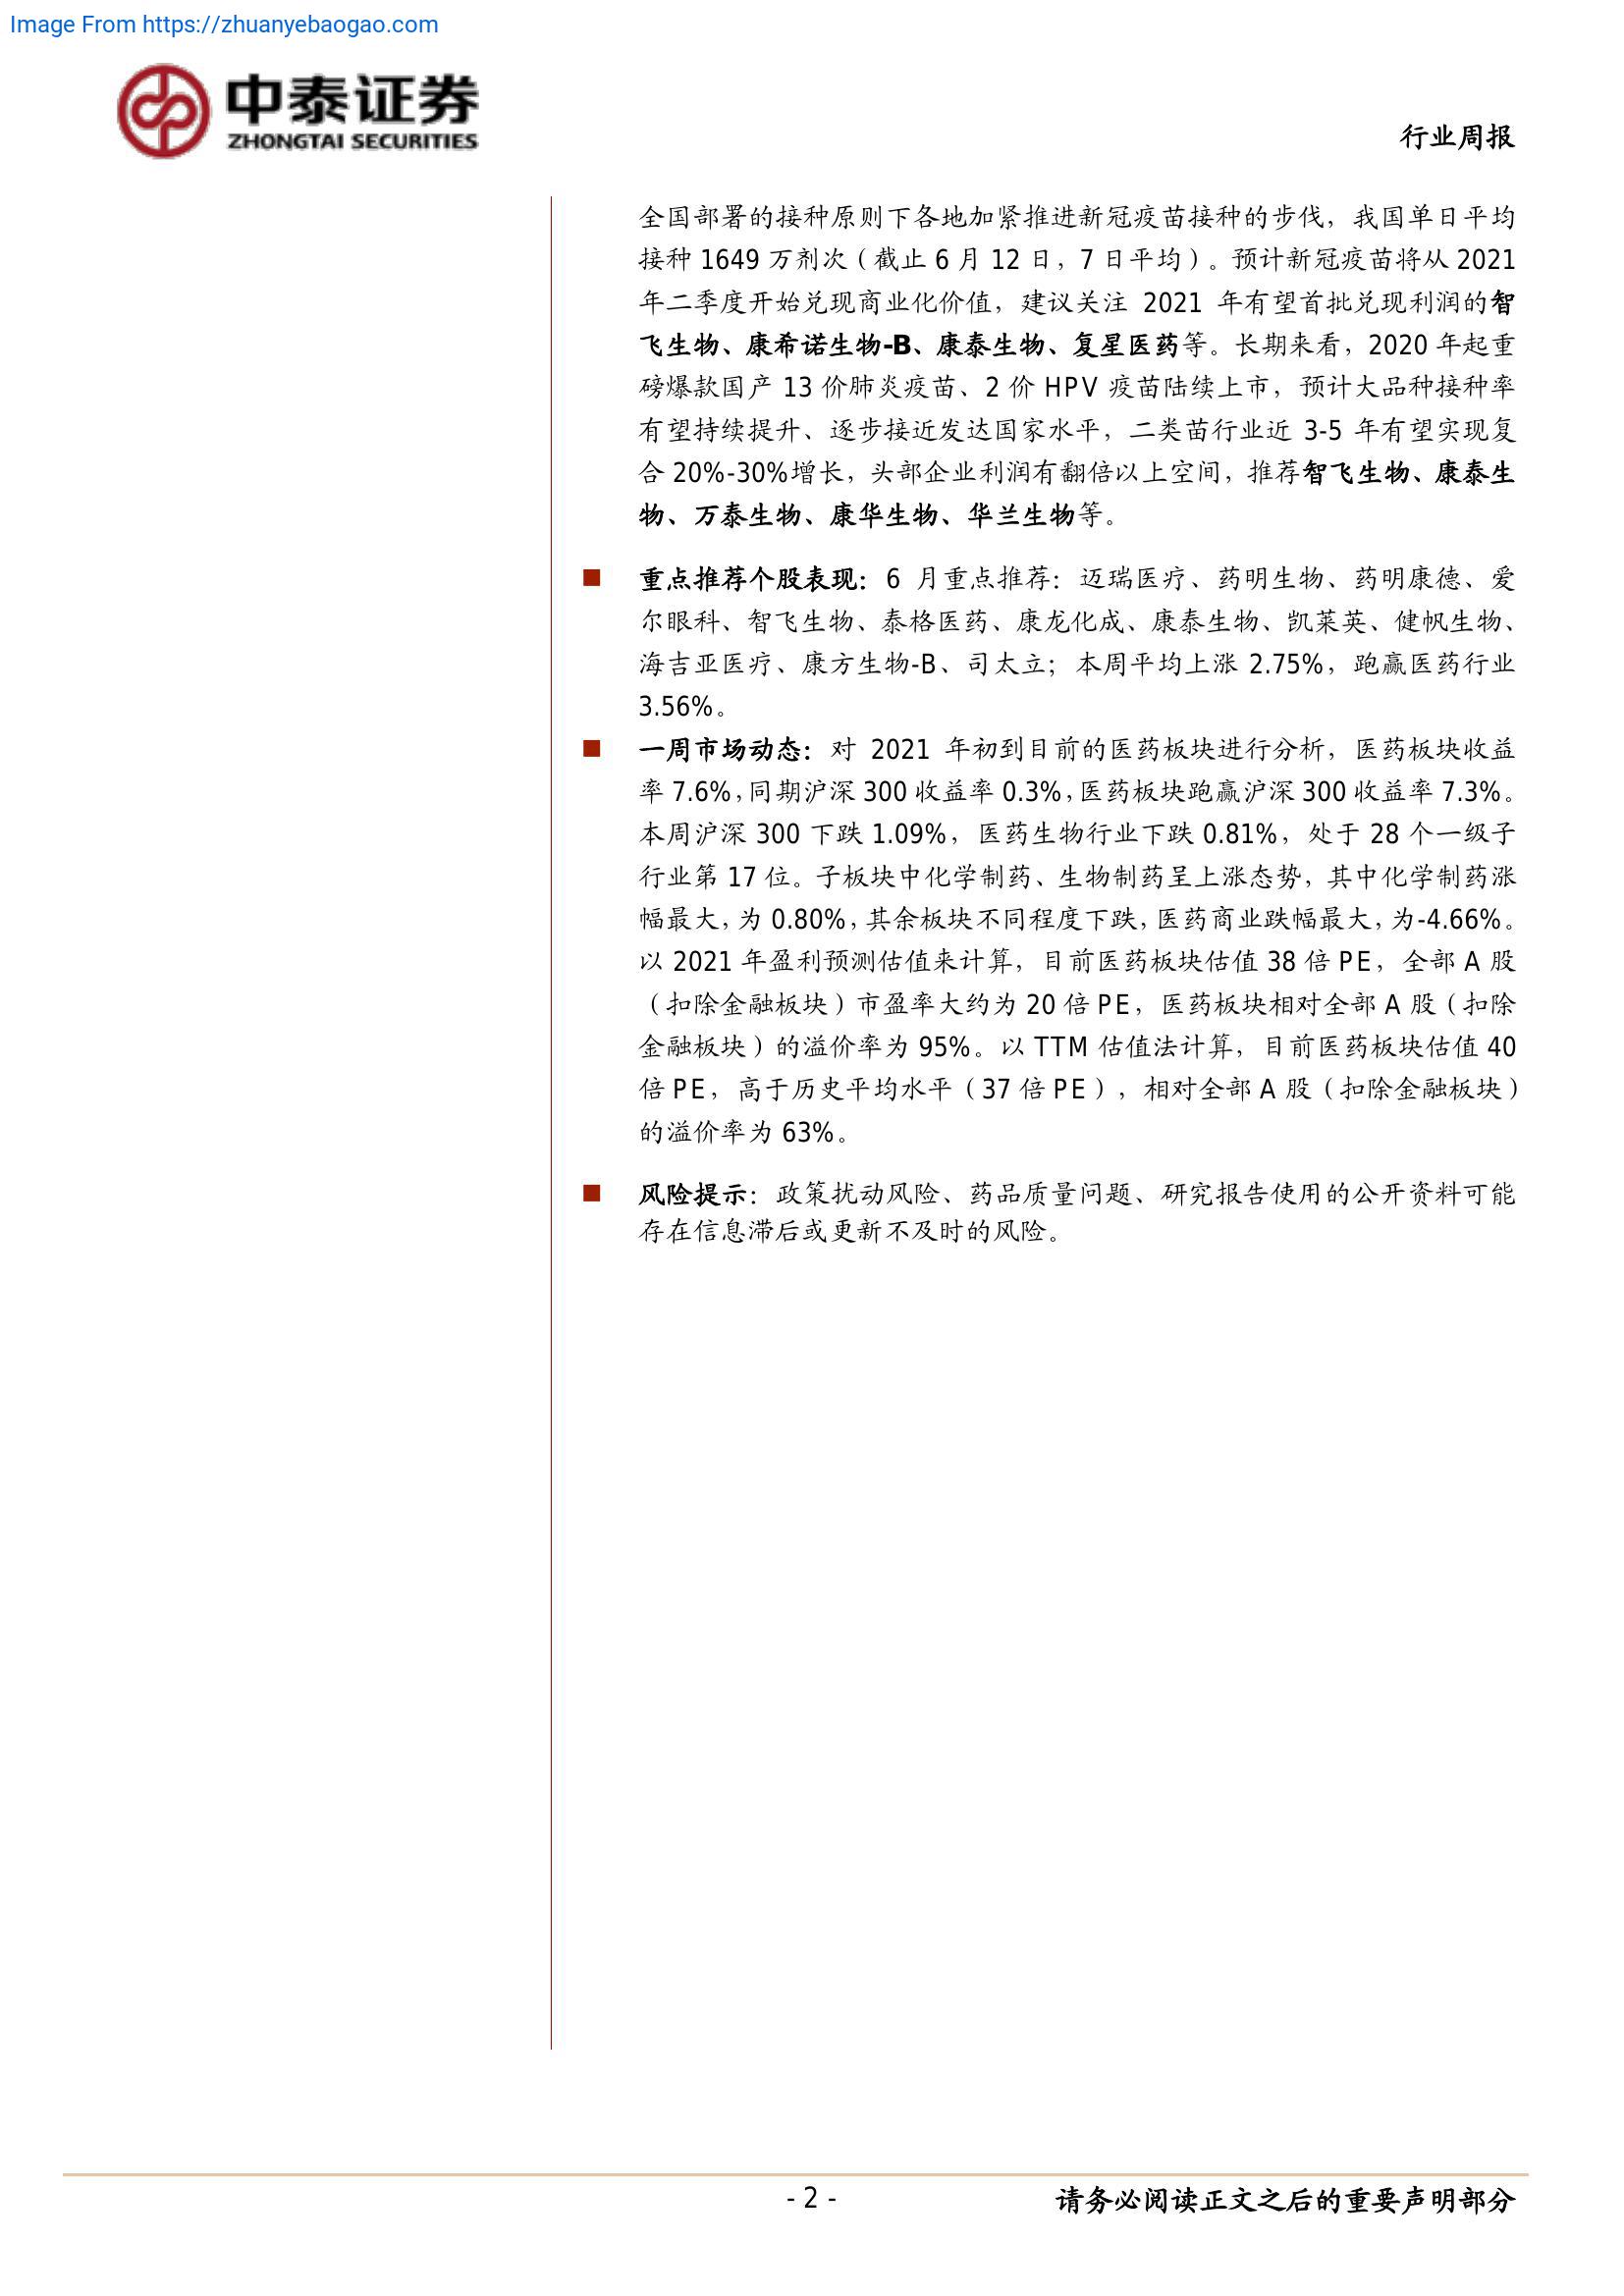 Image From https://zhuanyebaogao.com
中泰证券
ZHONGTAI SECURITIES
行业周报
全国部署的接种原则下各地加紧推进新冠疫苗接种的步伐，我国单日平均
接种 1649 万剂次（截止 6 月 12 日，7 日平均）。预计新冠疫苗将从 2021
年二季度开始兑现商业化价值，建议关注 2021 年有望首批兑现利润的智
飞生物、康希诺生物-B、康泰生物、复星医药等。长期来看，2020 年起重
磅爆款国产 13 价肺炎疫苗、2 价 HPV 疫苗陆续上市，预计大品种接种率
有望持续提升、逐步接近发达国家水平，二类苗行业近 3-5 年有望实现复
合 20%-30%增长，头部企业利润有翻倍以上空间，推荐智飞生物、康泰生
物、万泰生物、康华生物、华兰生物等。
■ 重点推荐个股表现：6 月重点推荐：迈瑞医疗、药明生物、药明康德、爱
尔眼科、智飞生物、泰格医药、康龙化成、康泰生物、凯莱英、健帆生物、
海吉亚医疗、康方生物-B、司太立；本周平均上涨 2.75%，跑赢医药行业
3.56%。
■ 一周市场动态：对 2021 年初到目前的医药板块进行分析，医药板块收益
率 7.6%，同期沪深 300 收益率 0.3%，医药板块跑赢沪深 300 收益率 7.3%。
本周沪深 300 下跌 1.09%，医药生物行业下跌 0.81%，处于 28 个一级子
行业第 17 位。子板块中化学制药、生物制药呈上涨态势，其中化学制药涨
幅最大，为 0.80%，其余板块不同程度下跌，医药商业跌幅最大，为-4.66%。
以 2021 年盈利预测估值来计算，目前医药板块估值 38 倍 PE，全部 A 股
（扣除金融板块）市盈率大约为 20 倍 PE，医药板块相对全部 A 股（扣除
金融板块）的溢价率为 95%。以 TTM 估值法计算，目前医药板块估值 40
倍 PE，高于历史平均水平（37 倍 PE），相对全部 A 股（扣除金融板块）
的溢价率为 63%。
■ 风险提示：政策扰动风险、药品质量问题、研究报告使用的公开资料可能
存在信息滞后或更新不及时的风险。
- 2 -
请务必阅读正文之后的重要声明部分